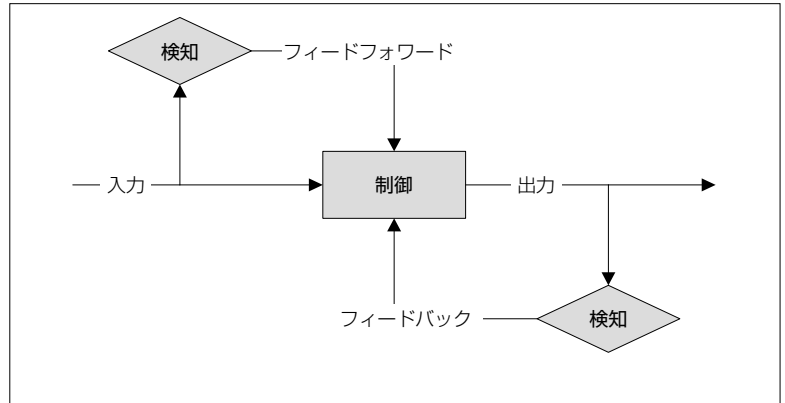 検知
フィードフォワード
入力
制御
出力
フィードバック
検知